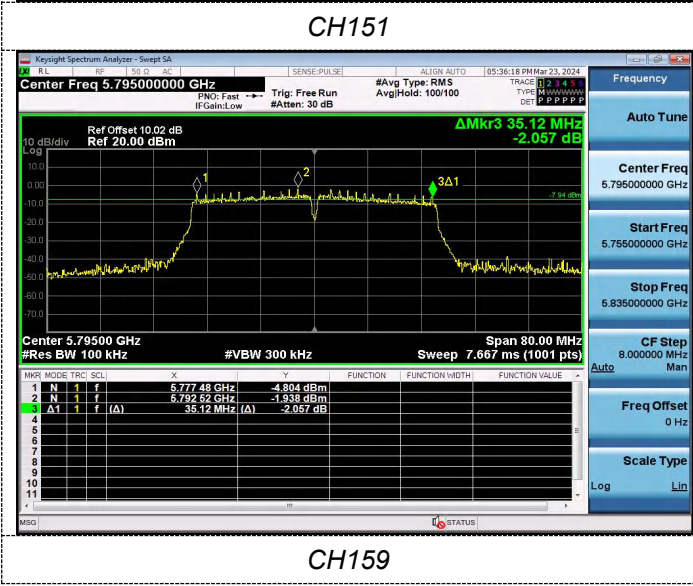 CH151
Keysight Spectrum Analyzer - Swept SA
RL RF 50 Ω AC SENSE:PULSE ALIGN AUTO 05:36:18 PM Mar 23, 2024
Center Freq 5.795000000 GHz
PNO: Fast
IFGain:Low
Trig: Free Run
#Atten: 30 dB
#Avg Type: RMS
Avg|Hold: 100/100
TRACE 1 2 3 4 5 6
TYPE M W W W W W
DET P P P P P P
Frequency
Auto Tune
Center Freq
5.795000000 GHz
Start Freq
5.755000000 GHz
Stop Freq
5.835000000 GHz
CF Step
8.000000 MHz
Auto Man
Freq Offset
0 Hz
Scale Type
Log Lin
ΔMkr3 35.12 MHz
-2.057 dB
Ref Offset 10.02 dB
10 dB/div Ref 20.00 dBm
Log
10.0
0.00
-10.0
-20.0
-30.0
-40.0
-50.0
-60.0
-70.0
1
2
3Δ1
-7.94 dBm
Center 5.79500 GHz Span 80.00 MHz
#Res BW 100 kHz #VBW 300 kHz Sweep 7.667 ms (1001 pts)
MKR MODE TRC SCL X Y FUNCTION FUNCTION WIDTH FUNCTION VALUE
1 N 1 f 5.777 48 GHz -4.804 dBm
2 N 1 f 5.792 52 GHz -1.938 dBm
3 Δ1 1 f (Δ) 35.12 MHz (Δ) -2.057 dB
4
5
6
7
8
9
10
11
MSG STATUS
CH159